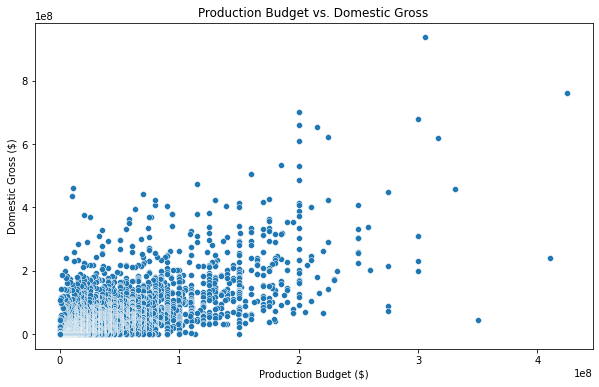 Production Budget vs. Domestic Gross
1e8
8
6
4
2
0
Domestic Gross ($)
0
1
2
3
4
1e8
Production Budget ($)